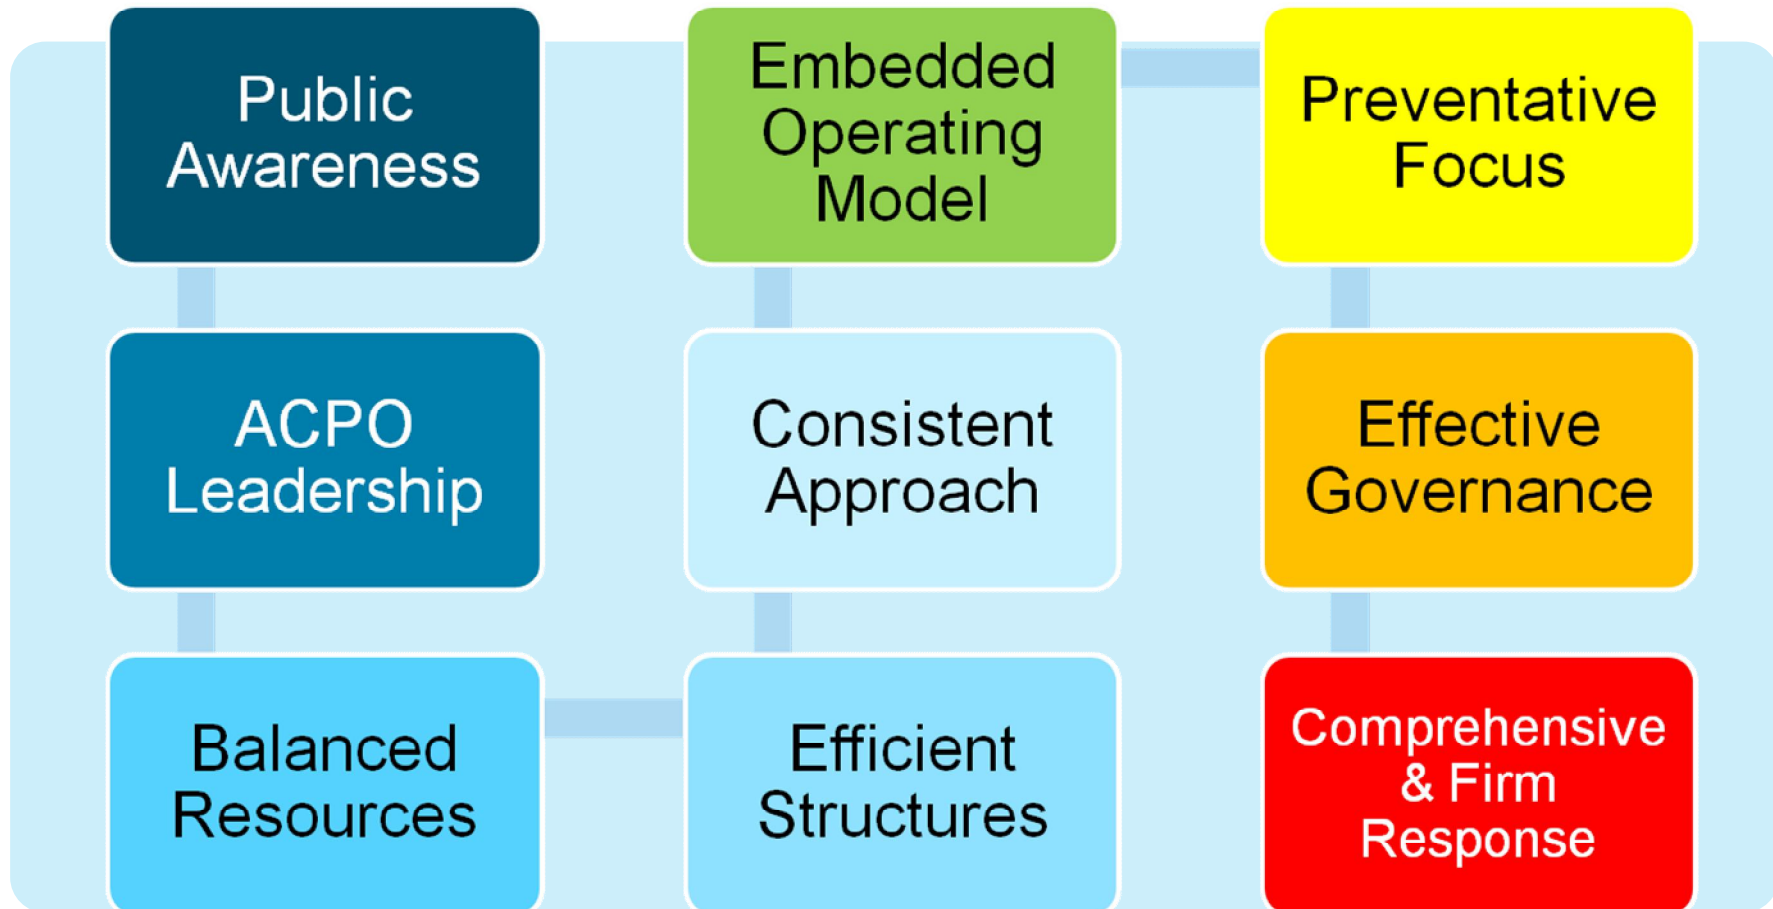 Public
Awareness
Embedded
Operating
Model
Preventative
Focus
ACPO
Leadership
Consistent
Approach
Effective
Governance
Balanced
Resources
Efficient
Structures
Comprehensive
& Firm
Response